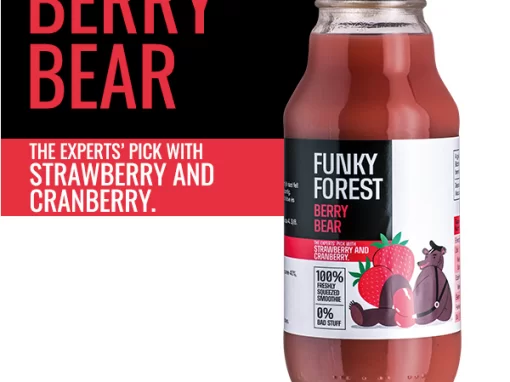 BERRY
BEAR
THE EXPERTS' PICK WITH
STRAWBERRY AND
CRANBERRY.
FUNKY
FOREST
BERRY
BEAR
THE EXPERTS' PICK WITH
STRAWBERRY AND
CRANBERRY.
100%
FRESHLY
SQUEEZED
SMOOTHIE
0%
BAD STUFF